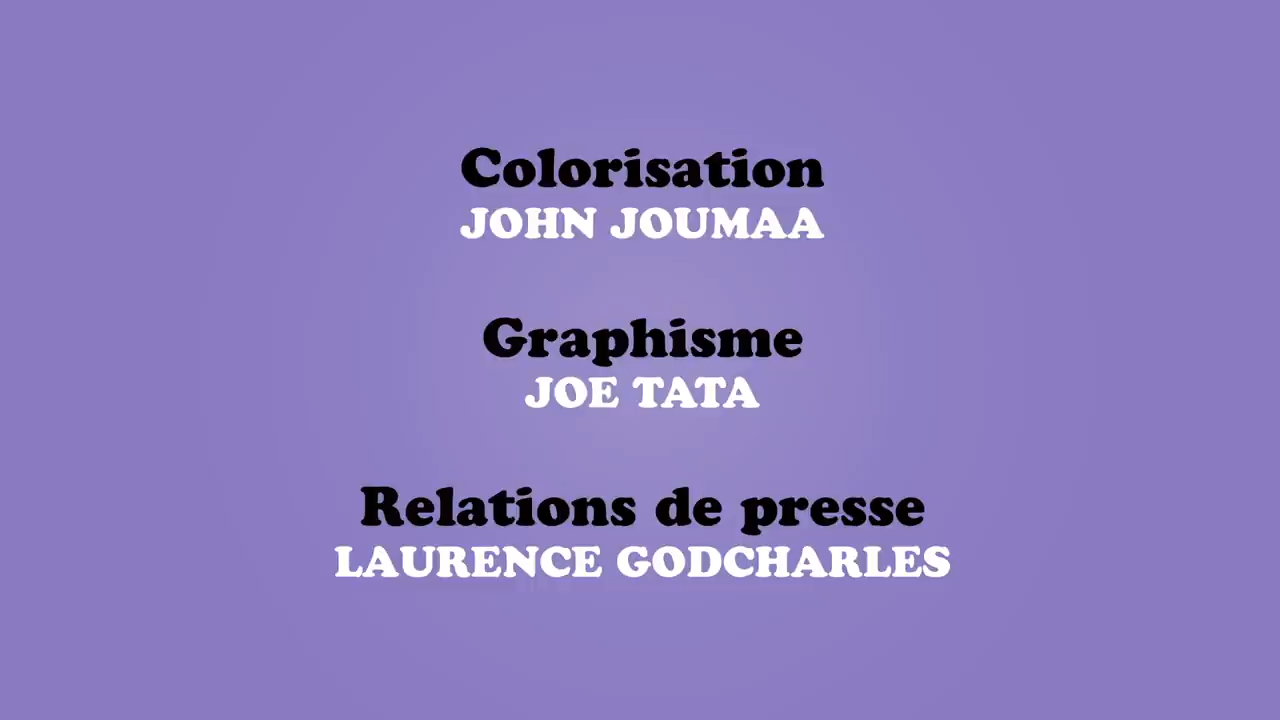 Colorisation
JOHN JOUMAA
Graphisme
JOE TATA
Relations de presse
LAURENCE GODCHARLES